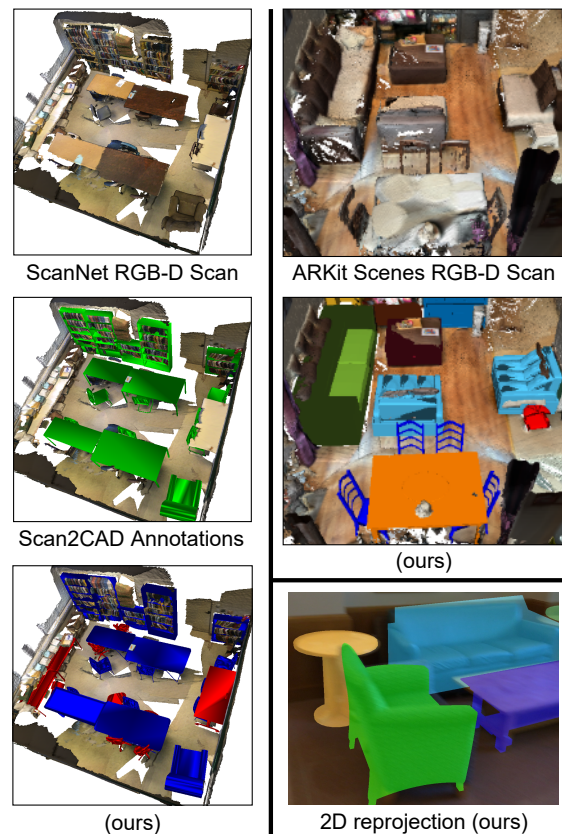 ScanNet RGB-D Scan
Scan2CAD Annotations
(ours)
ARKit Scenes RGB-D Scan
(ours)
2D reprojection (ours)